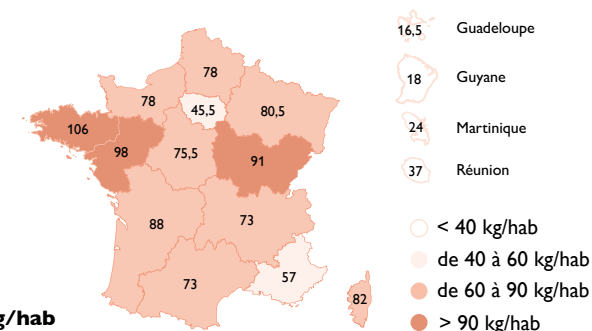 16,5 Guadeloupe
78
18 Guyane
78
45,5
80,5
106
24 Martinique
98
75,5
91
37 Réunion
88
73
< 40 kg/hab
de 40 à 60 kg/hab
73
57
de 60 à 90 kg/hab
82
g/hab
> 90 kg/hab